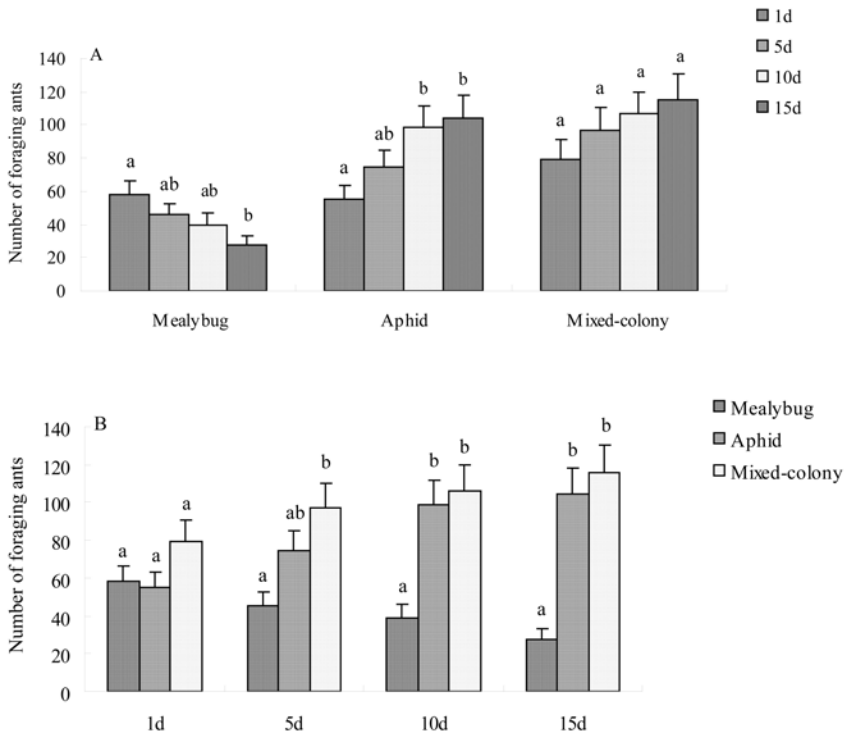 A
Number of foraging ants
140
120
100
80
60
40
20
0
a
ab
ab
b
a
ab
b
b
a
a
a
a
Mealybug
Aphid
Mixed-colony
1d
5d
10d
15d
B
Number of foraging ants
140
120
100
80
60
40
20
0
a
a
a
a
ab
b
a
b
b
a
b
b
1d
5d
10d
15d
Mealybug
Aphid
Mixed-colony